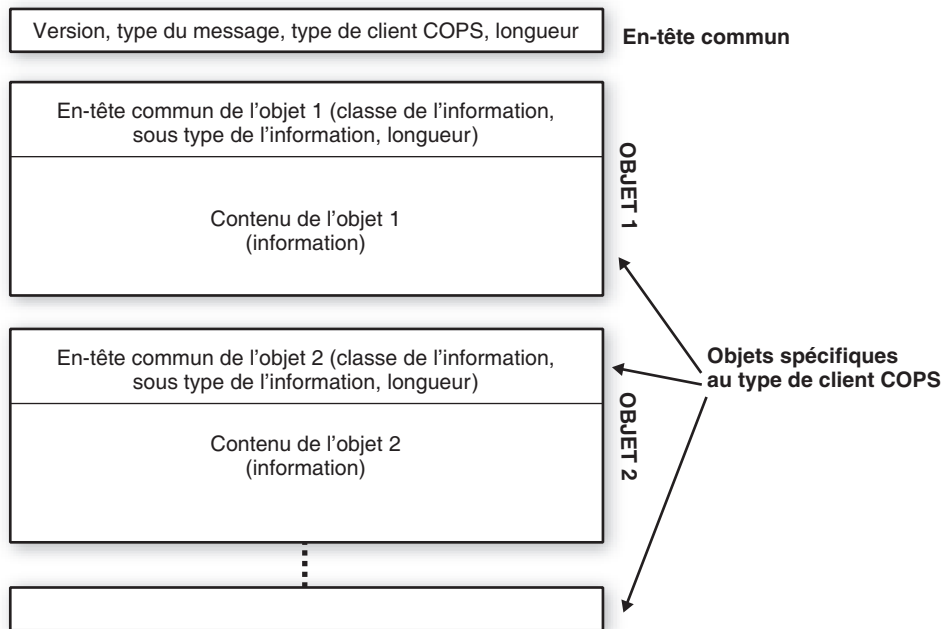 Version, type du message, type de client COPS, longueur
En-tête commun
En-tête commun de l'objet 1 (classe de l'information,
sous type de l'information, longueur)
Contenu de l'objet 1
(information)
OBJET 1
En-tête commun de l'objet 2 (classe de l'information,
sous type de l'information, longueur)
Contenu de l'objet 2
(information)
OBJET 2
Objets spécifiques
au type de client COPS